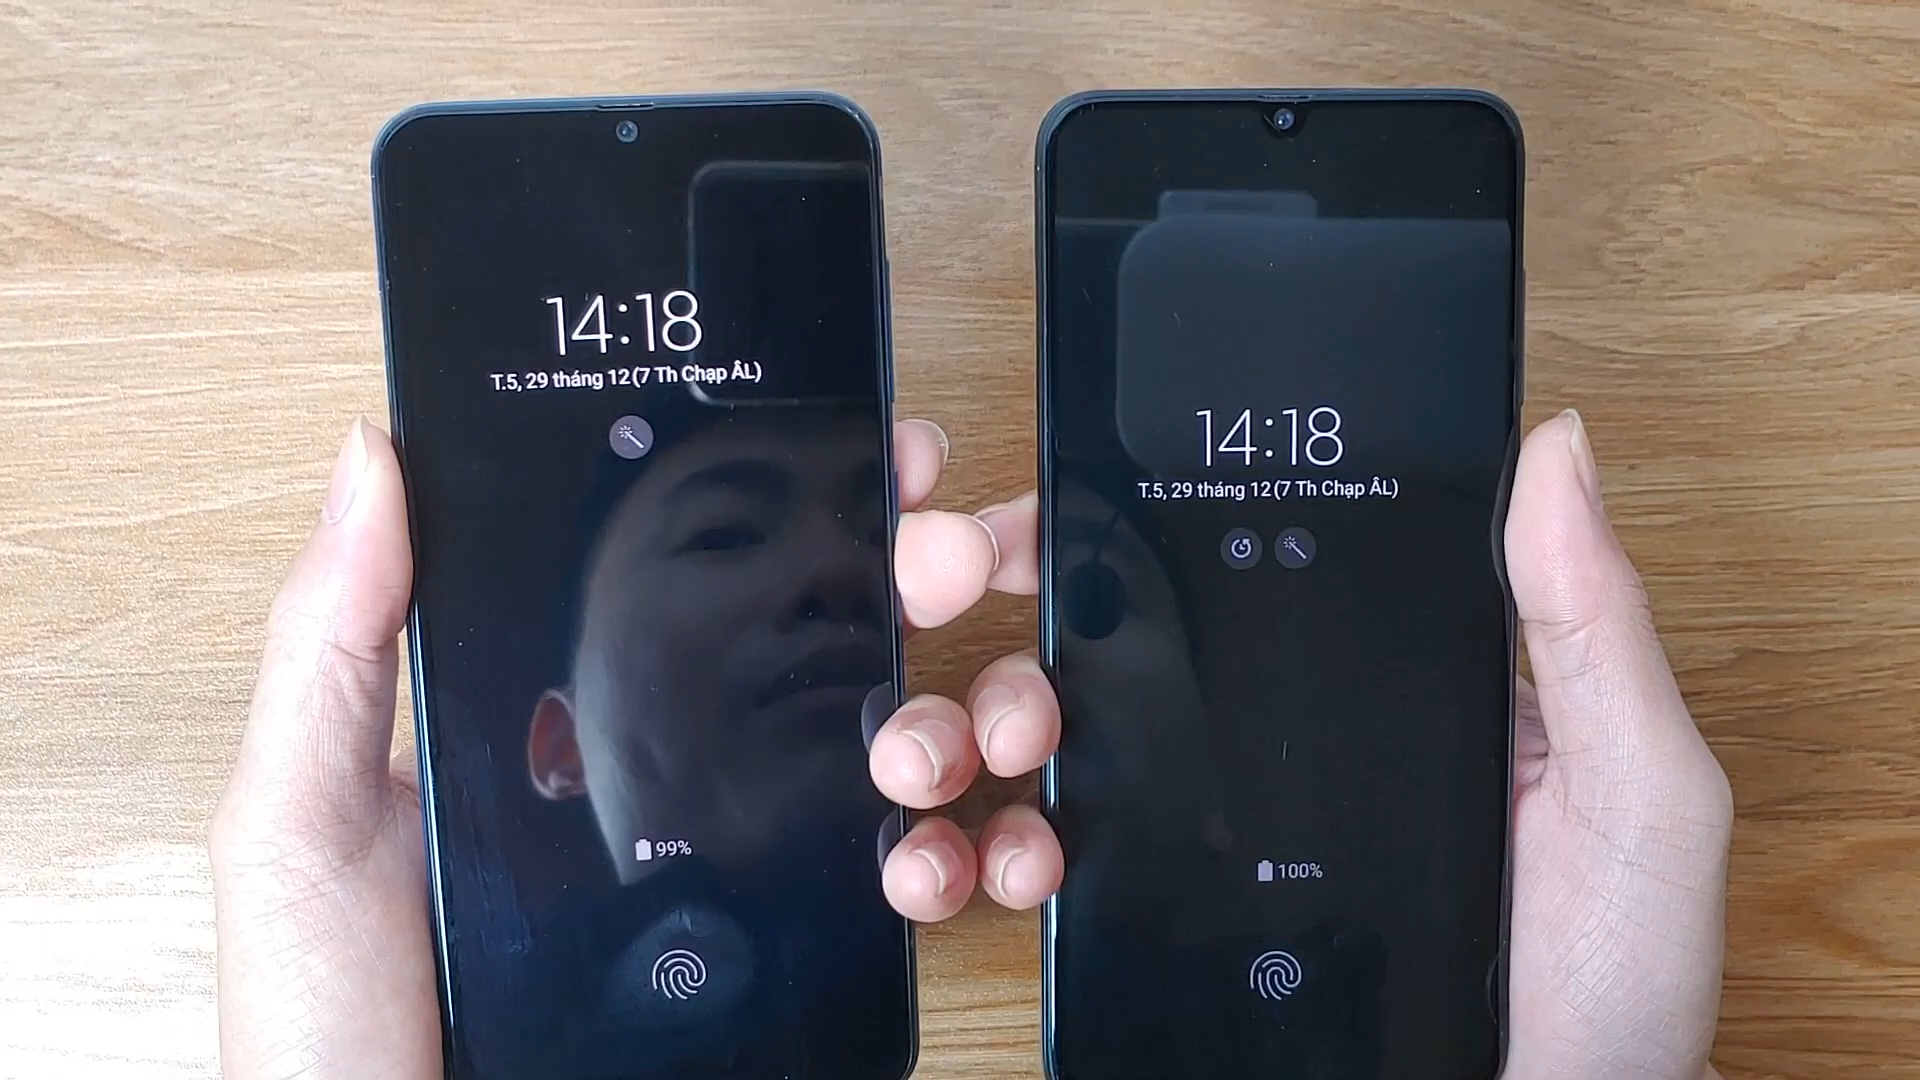 14:18
T.5, 29 tháng 12(7 Th Chạp ÂL)
99%
14:18
T.5, 29 tháng 12(7 Th Chạp ÂL)
100%